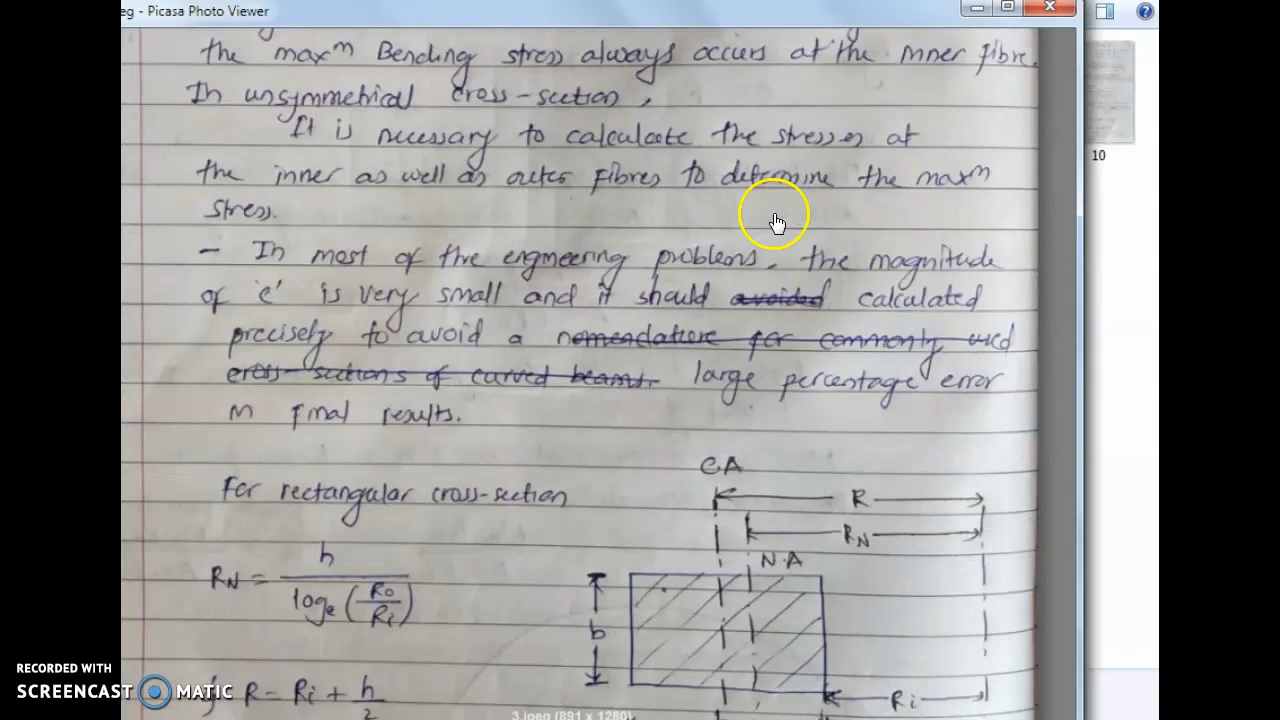 eg - Picasa Photo Viewer
the maxᵐ Bending stress always occurs at the inner fibre.
In unsymmetrical cross-section,
It is necessary to calculate the stresses at
the inner as well as outer fibres to determine the maxᵐ
stress.
- In most of the engineering problems, the magnitude
of 'e' is very small and it should avoided calculated
precisely to avoid a nomenclature for commonly used
cross-sections of curved beams. large percentage error
in final results.
10
CA
For rectangular cross-section
R
RN
N.A
RN = h / logₑ (Ro/Ri)
b
R = Ri + h/2
Ri
3.jpeg (891 x 1280)
RECORDED WITH
SCREENCAST MATIC